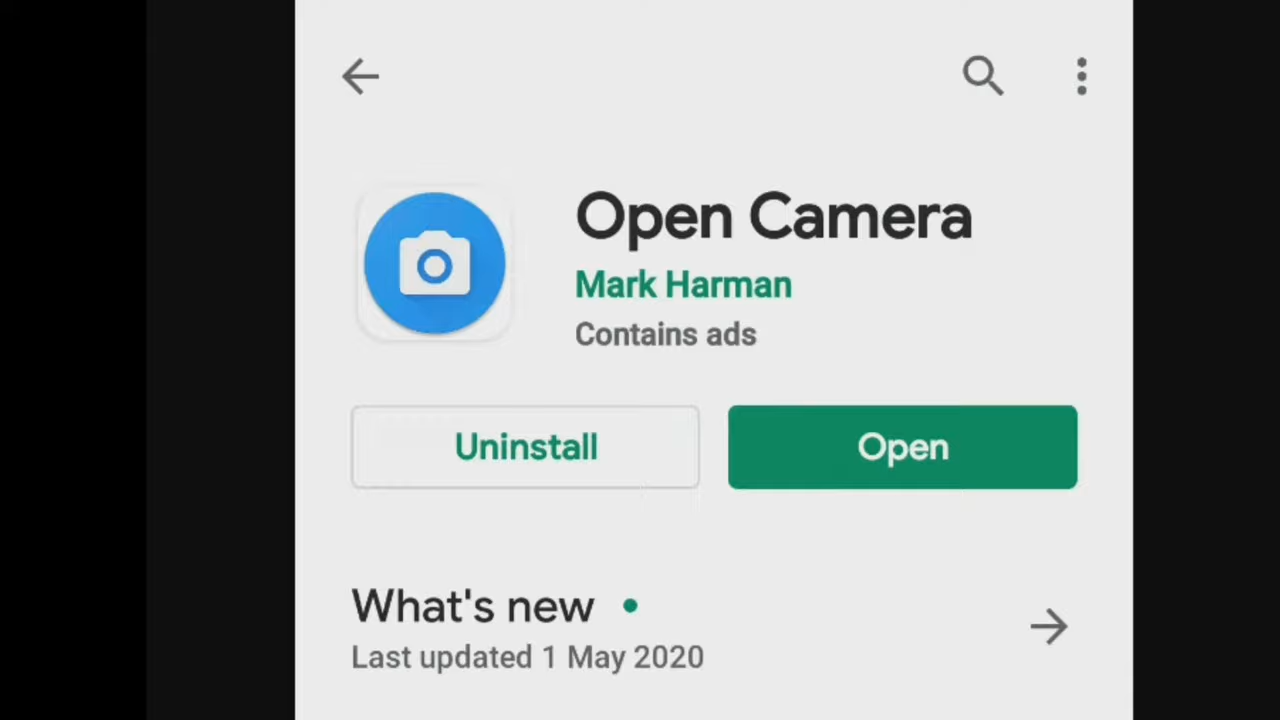 Open Camera
Mark Harman
Contains ads
Uninstall
Open
What's new
Last updated 1 May 2020